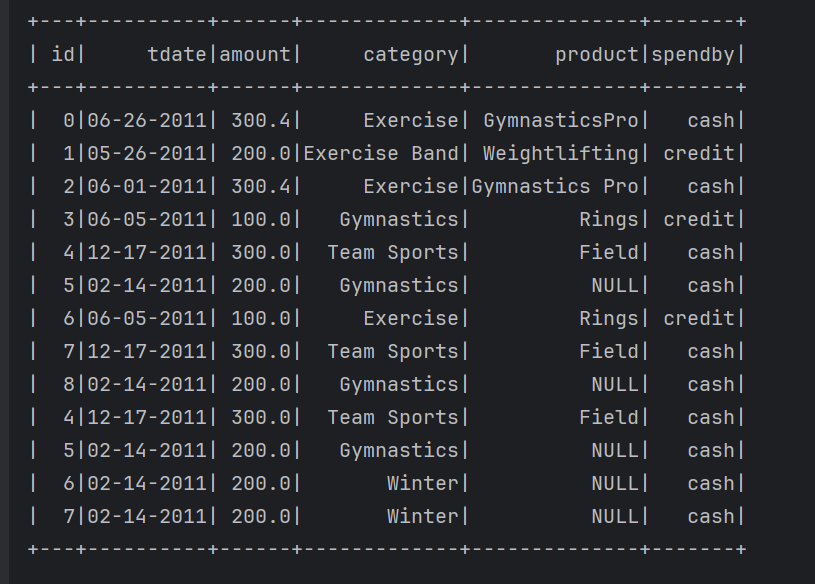 +---+----------+------+-------------+--------------+-------+
| id|     tdate|amount|     category|       product|spendby|
+---+----------+------+-------------+--------------+-------+
|  0|06-26-2011| 300.4|     Exercise| GymnasticsPro|   cash|
|  1|05-26-2011| 200.0|Exercise Band| Weightlifting| credit|
|  2|06-01-2011| 300.4|     Exercise|Gymnastics Pro|   cash|
|  3|06-05-2011| 100.0|   Gymnastics|         Rings| credit|
|  4|12-17-2011| 300.0|  Team Sports|         Field|   cash|
|  5|02-14-2011| 200.0|   Gymnastics|          NULL|   cash|
|  6|06-05-2011| 100.0|     Exercise|         Rings| credit|
|  7|12-17-2011| 300.0|  Team Sports|         Field|   cash|
|  8|02-14-2011| 200.0|   Gymnastics|          NULL|   cash|
|  4|12-17-2011| 300.0|  Team Sports|         Field|   cash|
|  5|02-14-2011| 200.0|   Gymnastics|          NULL|   cash|
|  6|02-14-2011| 200.0|       Winter|          NULL|   cash|
|  7|02-14-2011| 200.0|       Winter|          NULL|   cash|
+---+----------+------+-------------+--------------+-------+